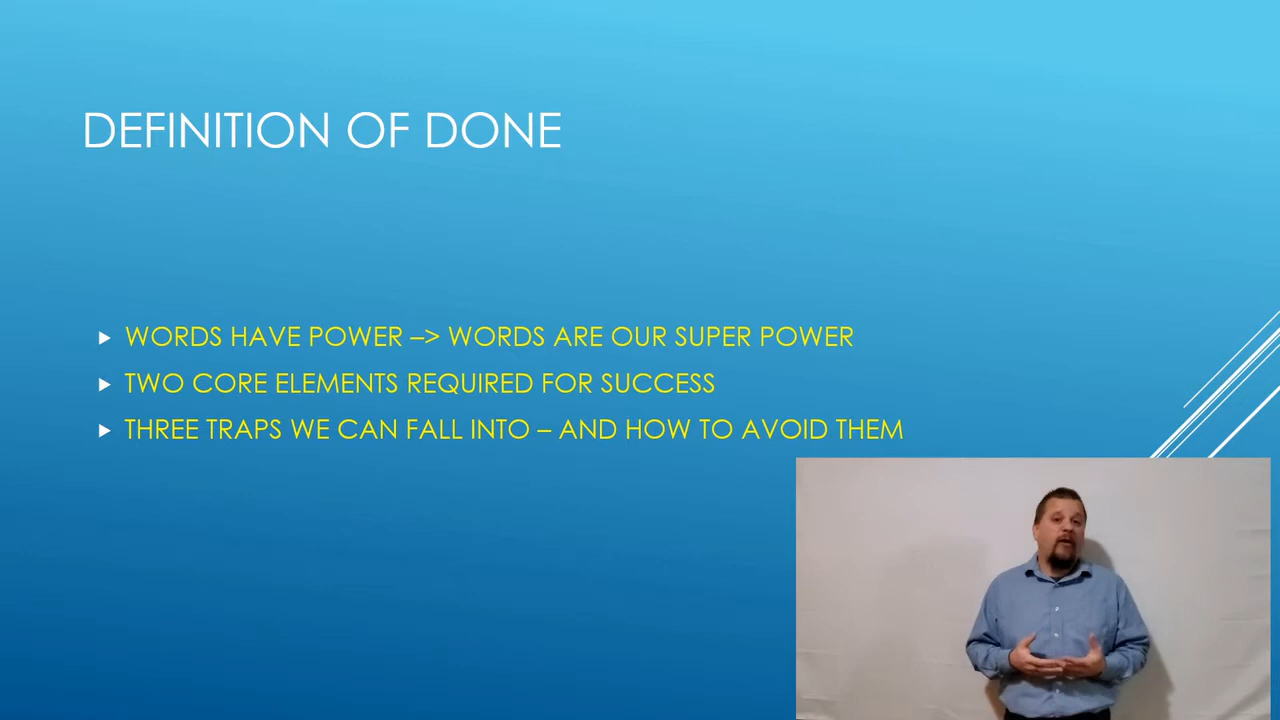 DEFINITION OF DONE
WORDS HAVE POWER –> WORDS ARE OUR SUPER POWER
TWO CORE ELEMENTS REQUIRED FOR SUCCESS
THREE TRAPS WE CAN FALL INTO – AND HOW TO AVOID THEM